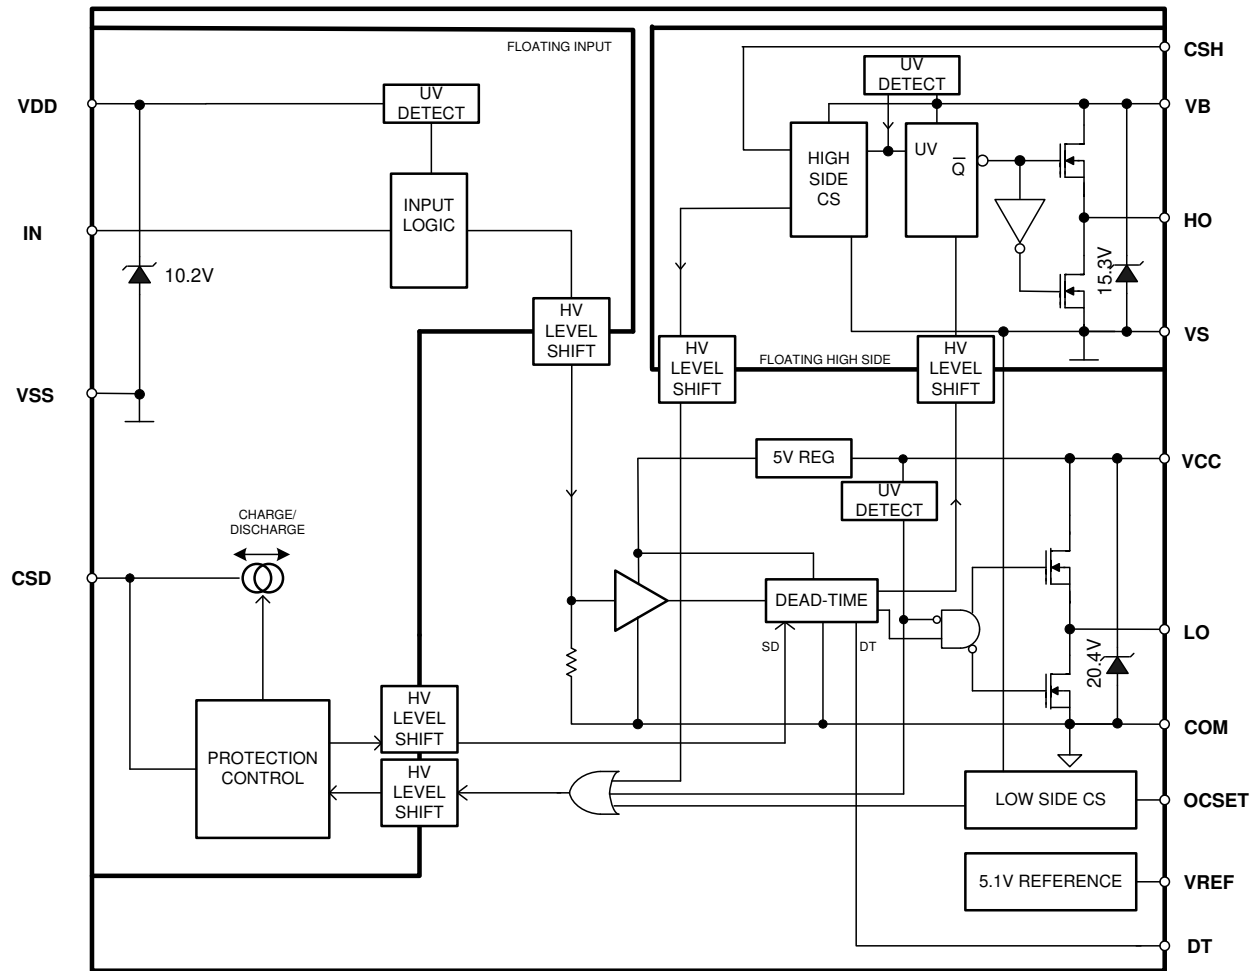 FLOATING INPUT
CSH
UV
DETECT
VDD
UV
DETECT
VB
HIGH
SIDE
CS
UV
Q
INPUT
LOGIC
IN
HO
10.2V
15.3V
HV
LEVEL
SHIFT
VS
HV
LEVEL
SHIFT
FLOATING HIGH SIDE
HV
LEVEL
SHIFT
VSS
5V REG
VCC
UV
DETECT
CHARGE/
DISCHARGE
CSD
DEAD-TIME
SD
DT
LO
20.4V
HV
LEVEL
SHIFT
COM
PROTECTION
CONTROL
HV
LEVEL
SHIFT
LOW SIDE CS
OCSET
5.1V REFERENCE
VREF
DT